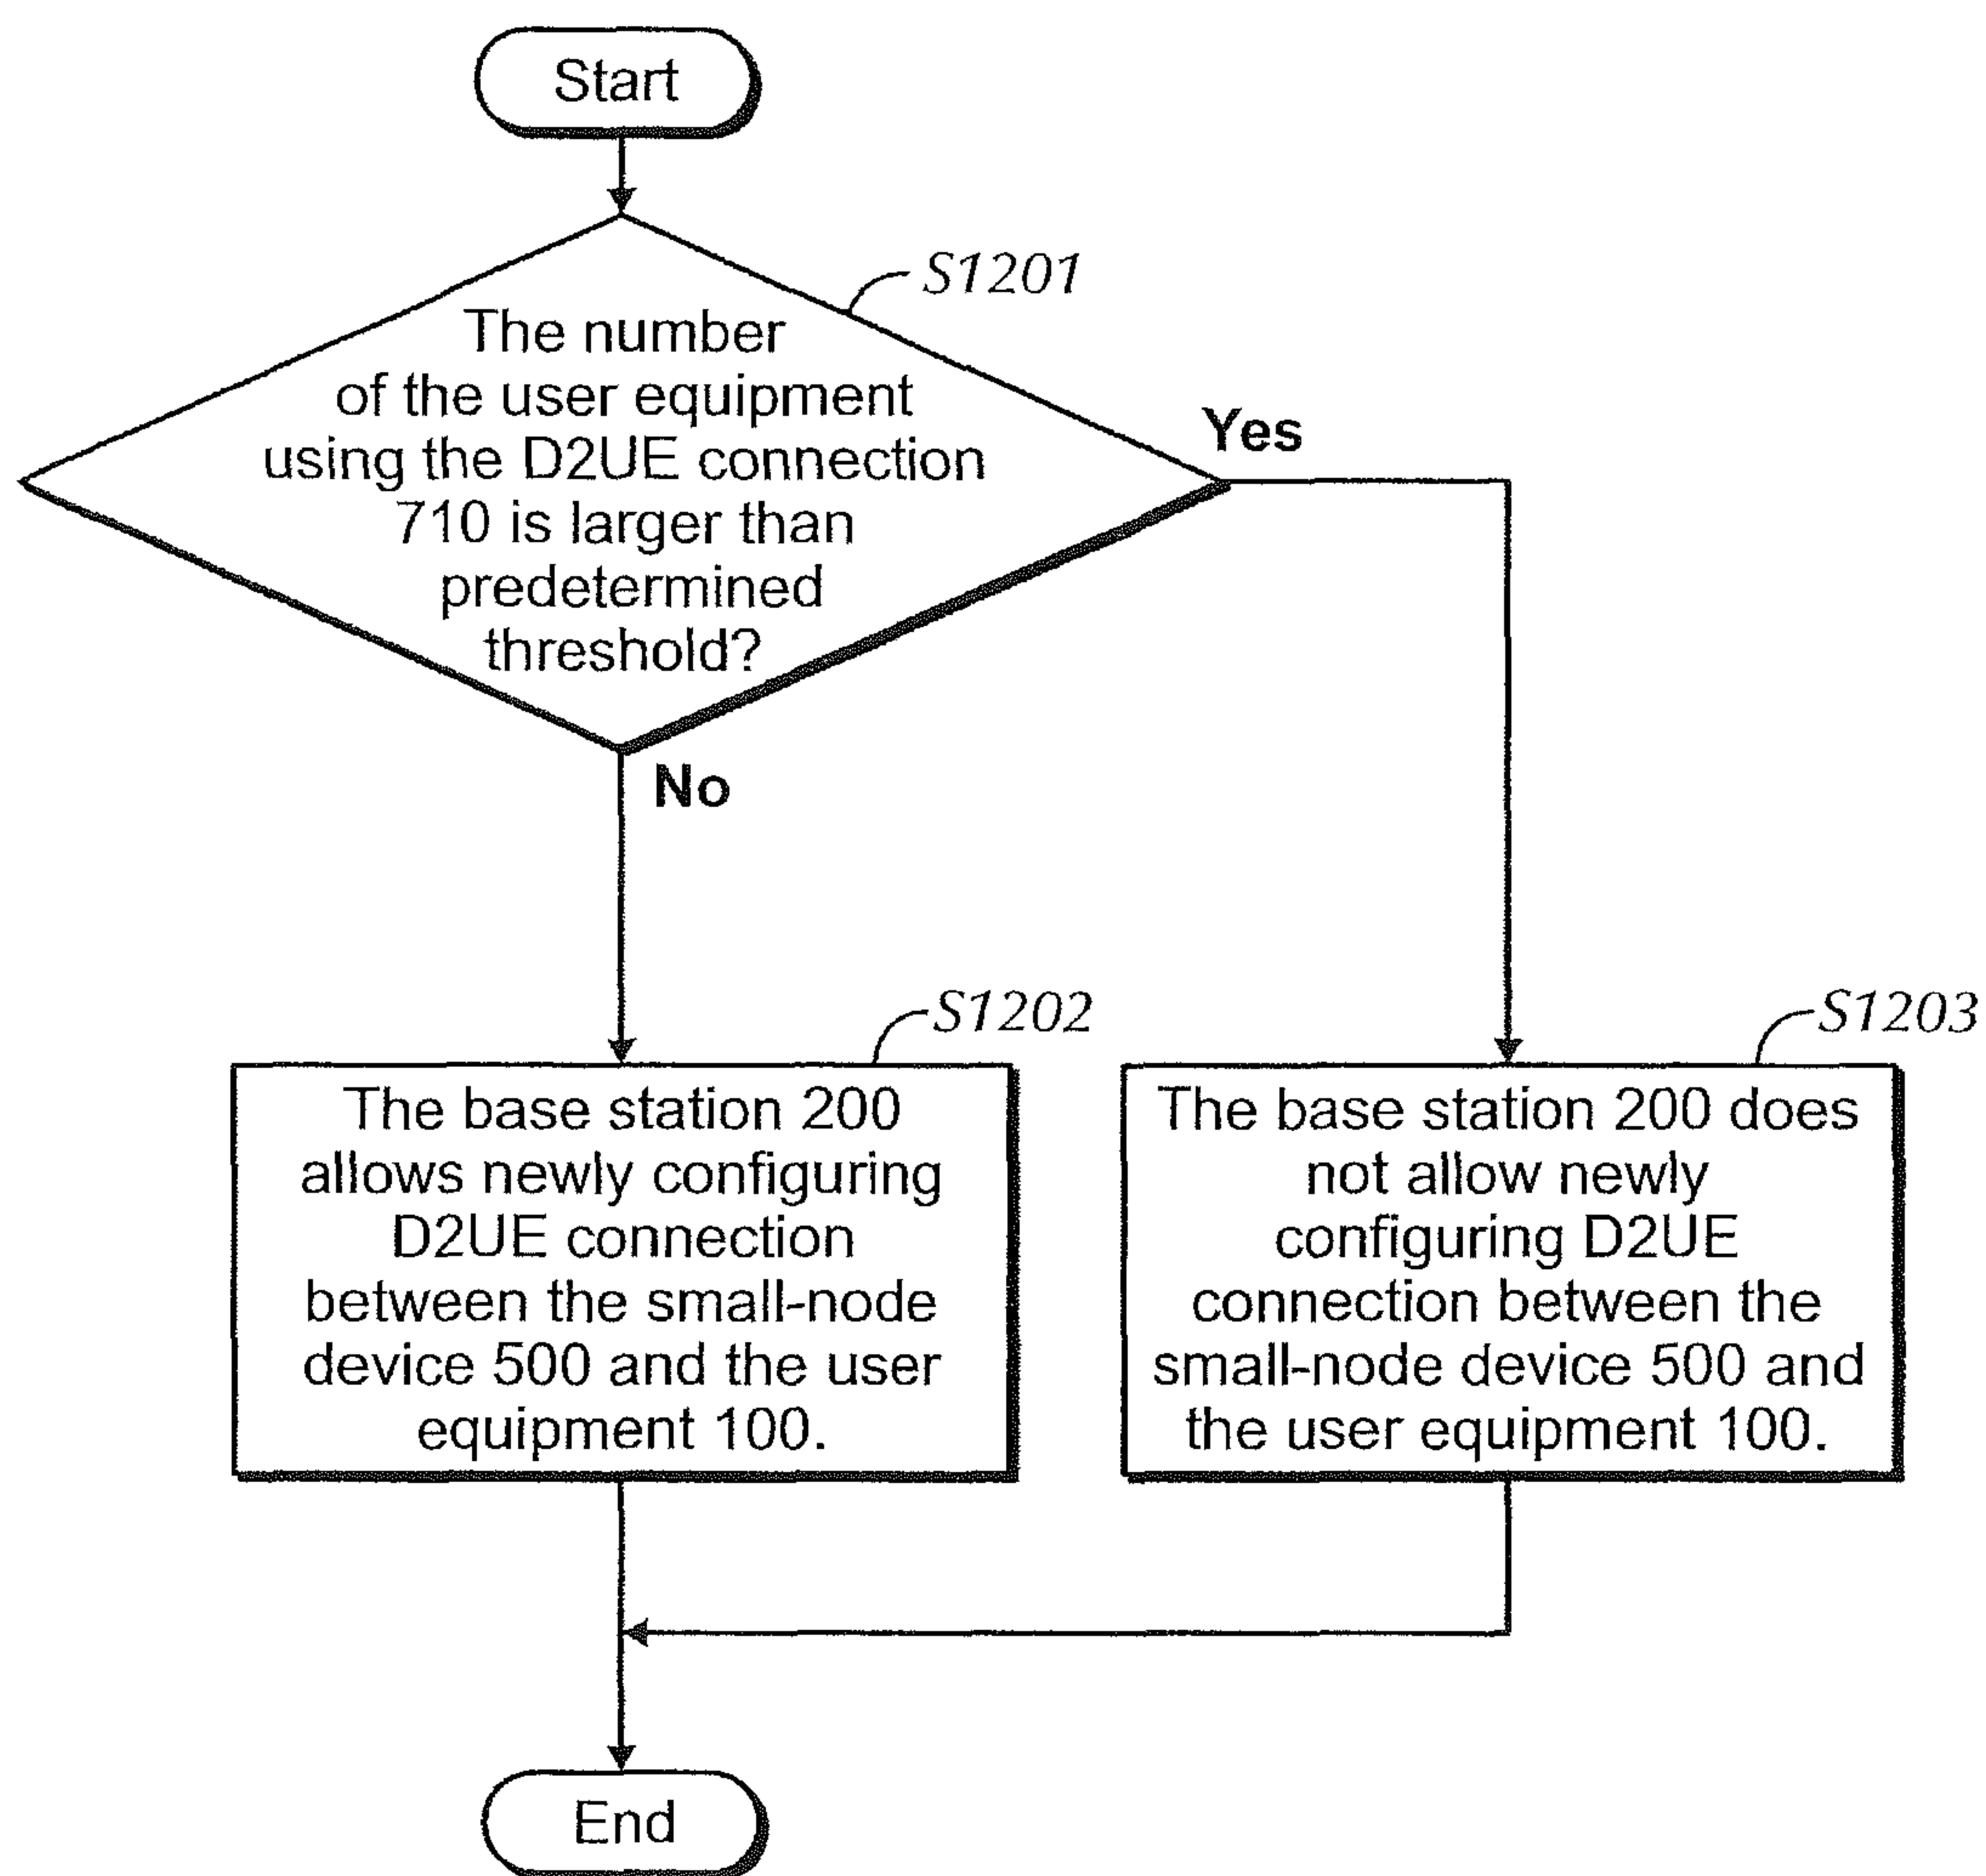 Start
S1201
The number
of the user equipment
using the D2UE connection
710 is larger than
predetermined
threshold?
Yes
No
S1202
The base station 200
allows newly configuring
D2UE connection
between the small-node
device 500 and the user
equipment 100.
S1203
The base station 200 does
not allow newly
configuring D2UE
connection between the
small-node device 500 and
the user equipment 100.
End